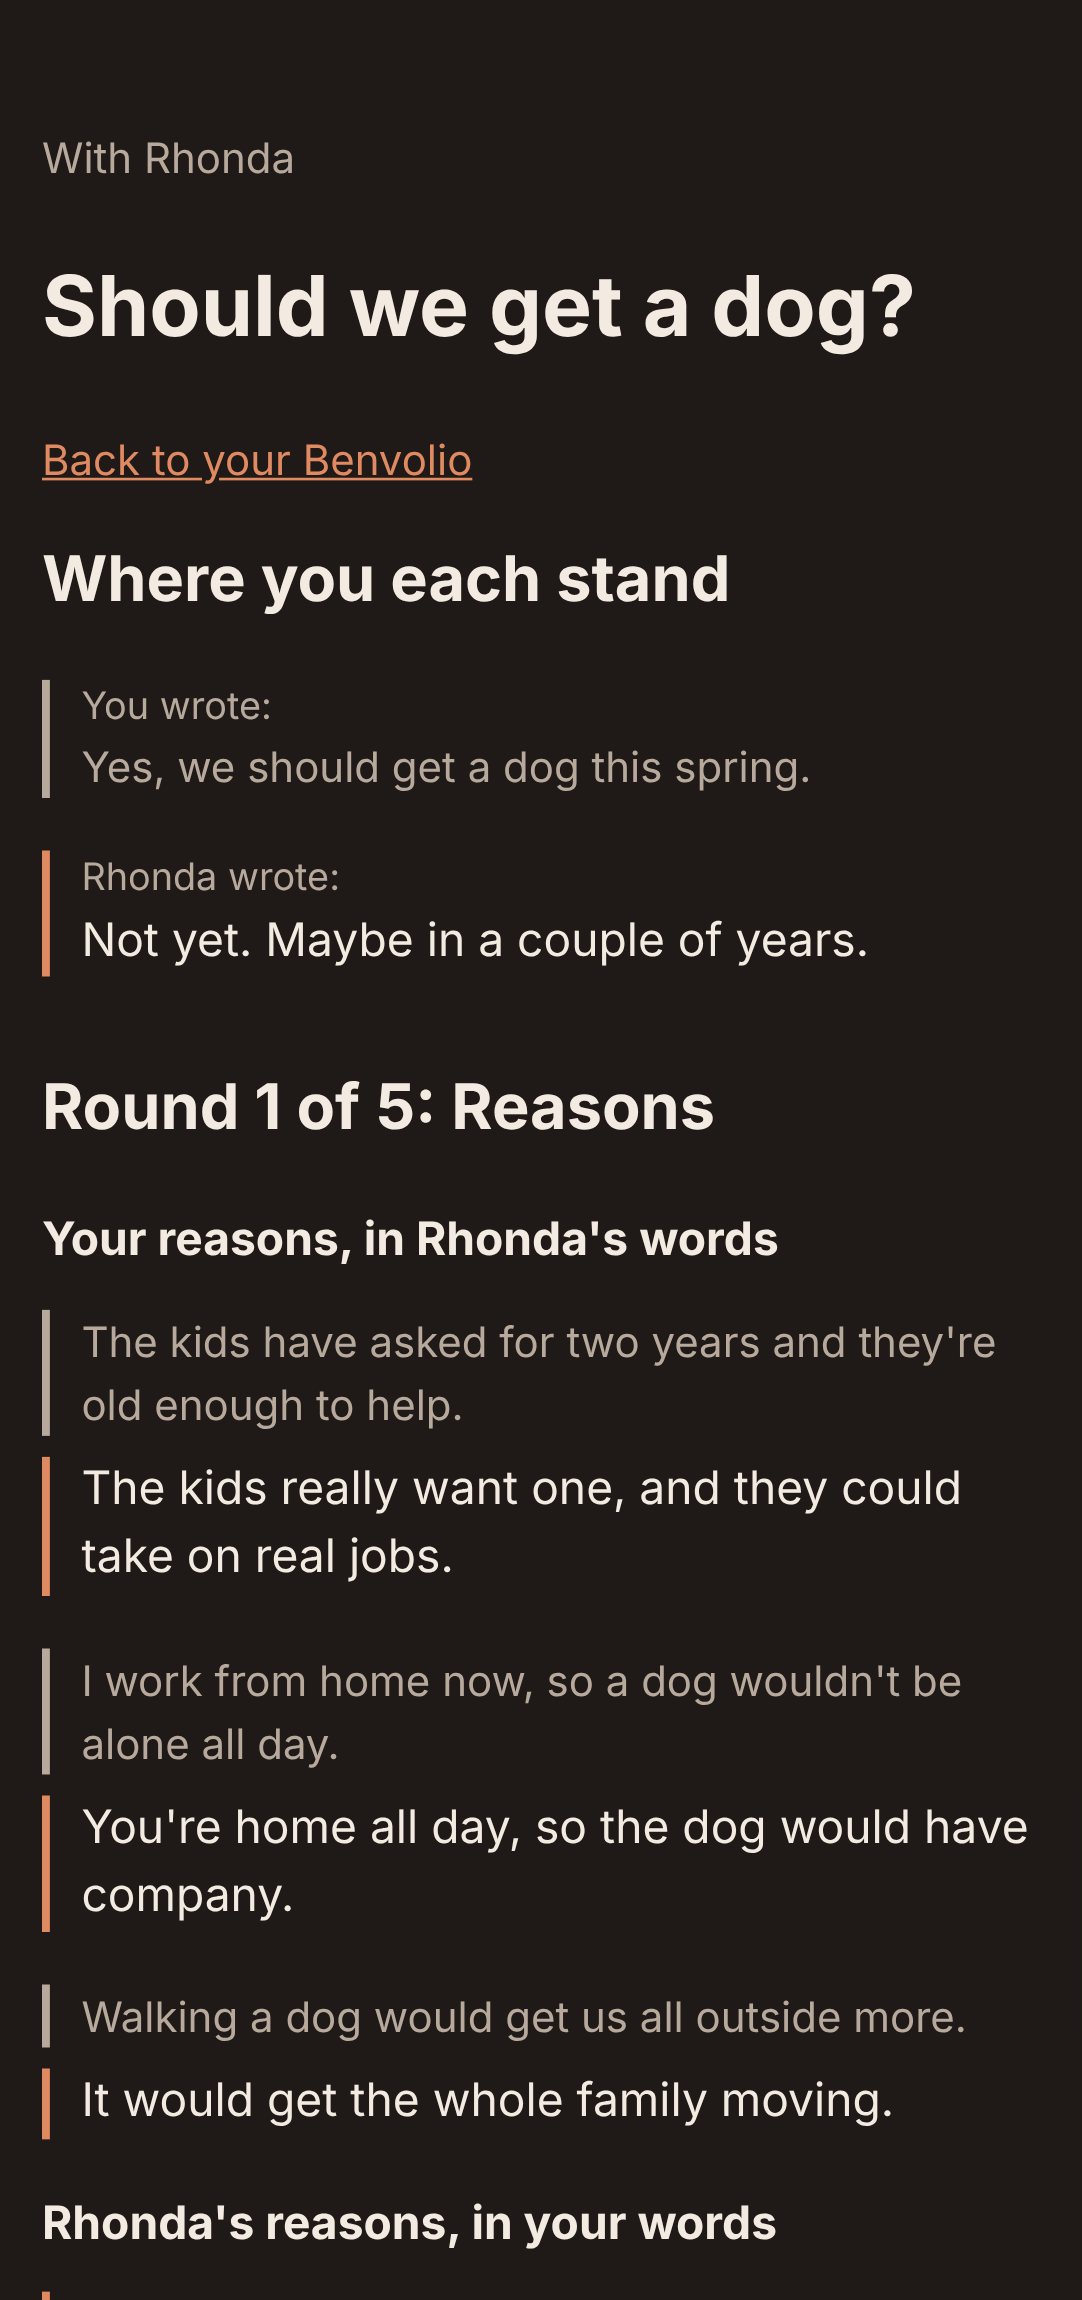 With Rhonda
Should we get a dog?
Back to your Benvolio
Where you each stand
You wrote:
Yes, we should get a dog this spring.
Rhonda wrote:
Not yet. Maybe in a couple of years.
Round 1 of 5: Reasons
Your reasons, in Rhonda's words
The kids have asked for two years and they're
old enough to help.
The kids really want one, and they could
take on real jobs.
I work from home now, so a dog wouldn't be
alone all day.
You're home all day, so the dog would have
company.
Walking a dog would get us all outside more.
It would get the whole family moving.
Rhonda's reasons, in your words